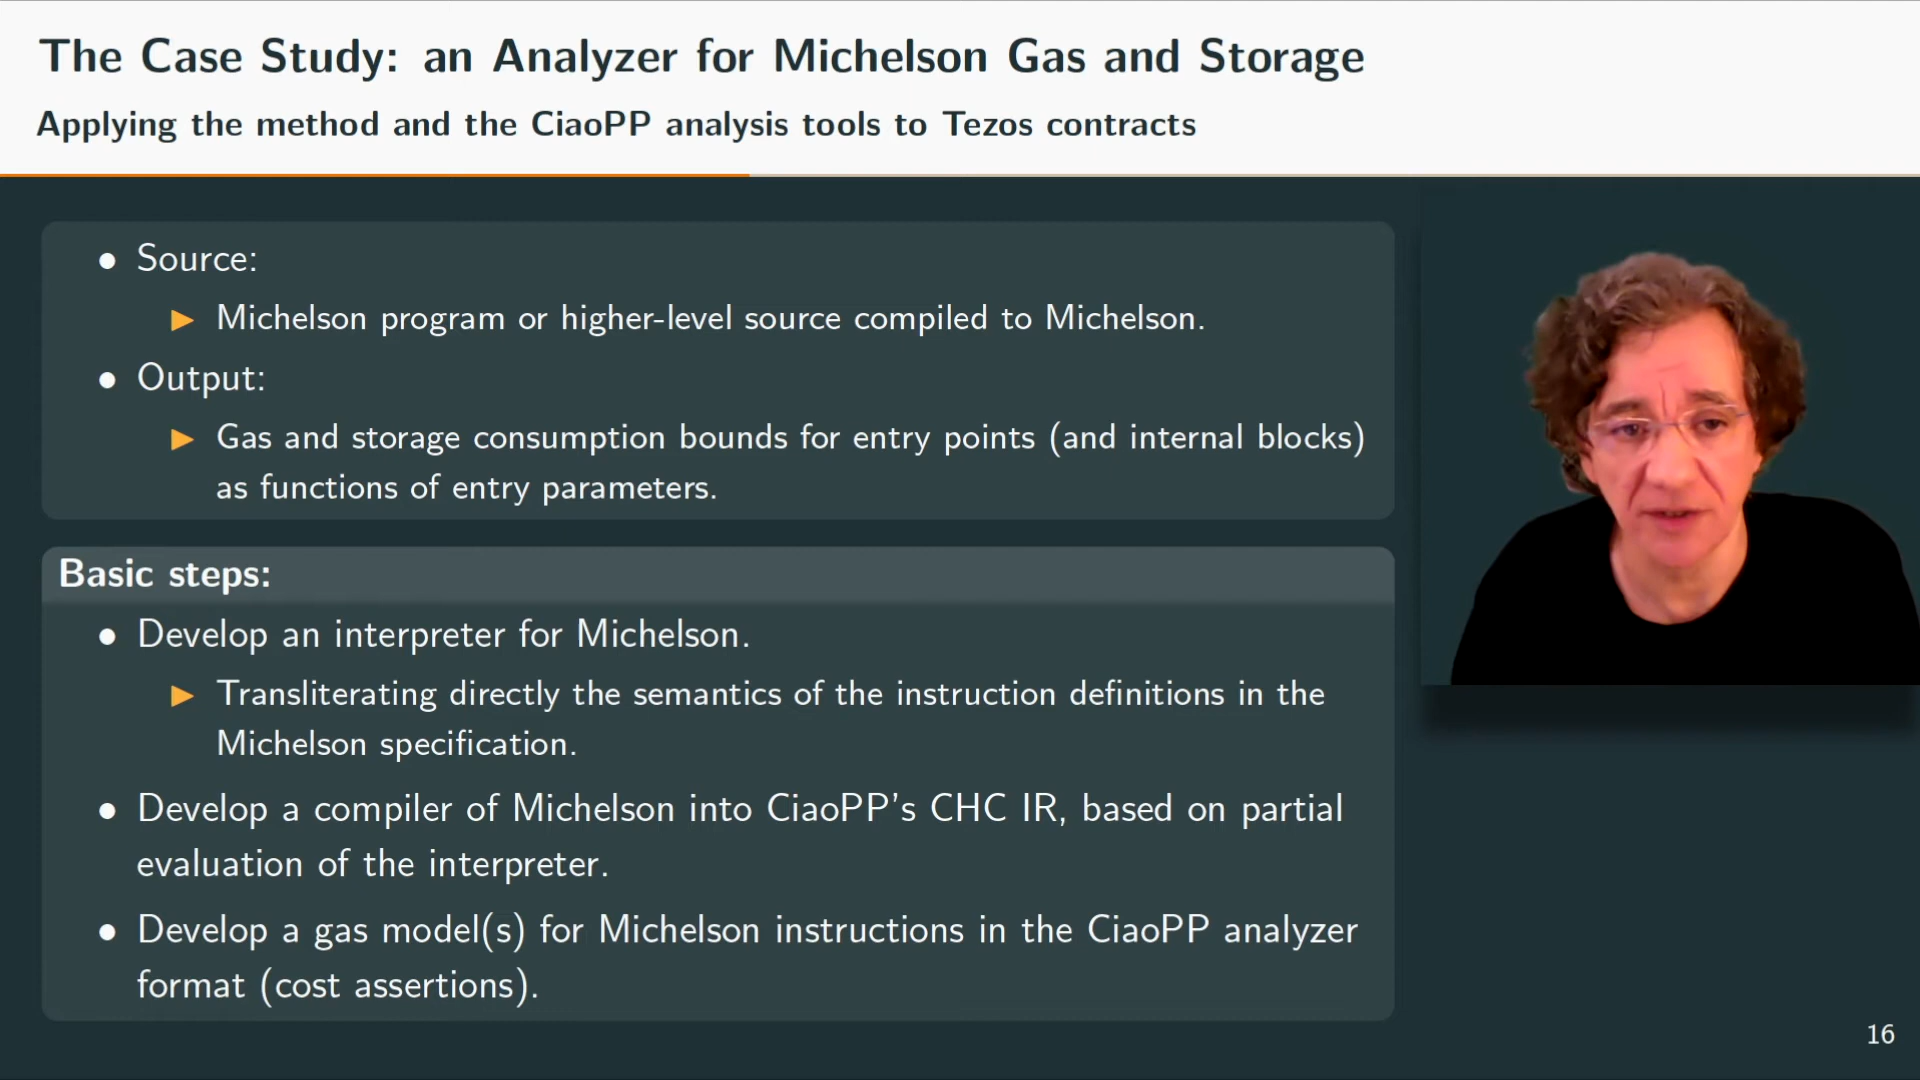 The Case Study: an Analyzer for Michelson Gas and Storage
Applying the method and the CiaoPP analysis tools to Tezos contracts
● Source:
▶ Michelson program or higher-level source compiled to Michelson.
● Output:
▶ Gas and storage consumption bounds for entry points (and internal blocks)
as functions of entry parameters.
Basic steps:
● Develop an interpreter for Michelson.
▶ Transliterating directly the semantics of the instruction definitions in the
Michelson specification.
● Develop a compiler of Michelson into CiaoPP's CHC IR, based on partial
evaluation of the interpreter.
● Develop a gas model(s) for Michelson instructions in the CiaoPP analyzer
format (cost assertions).
16